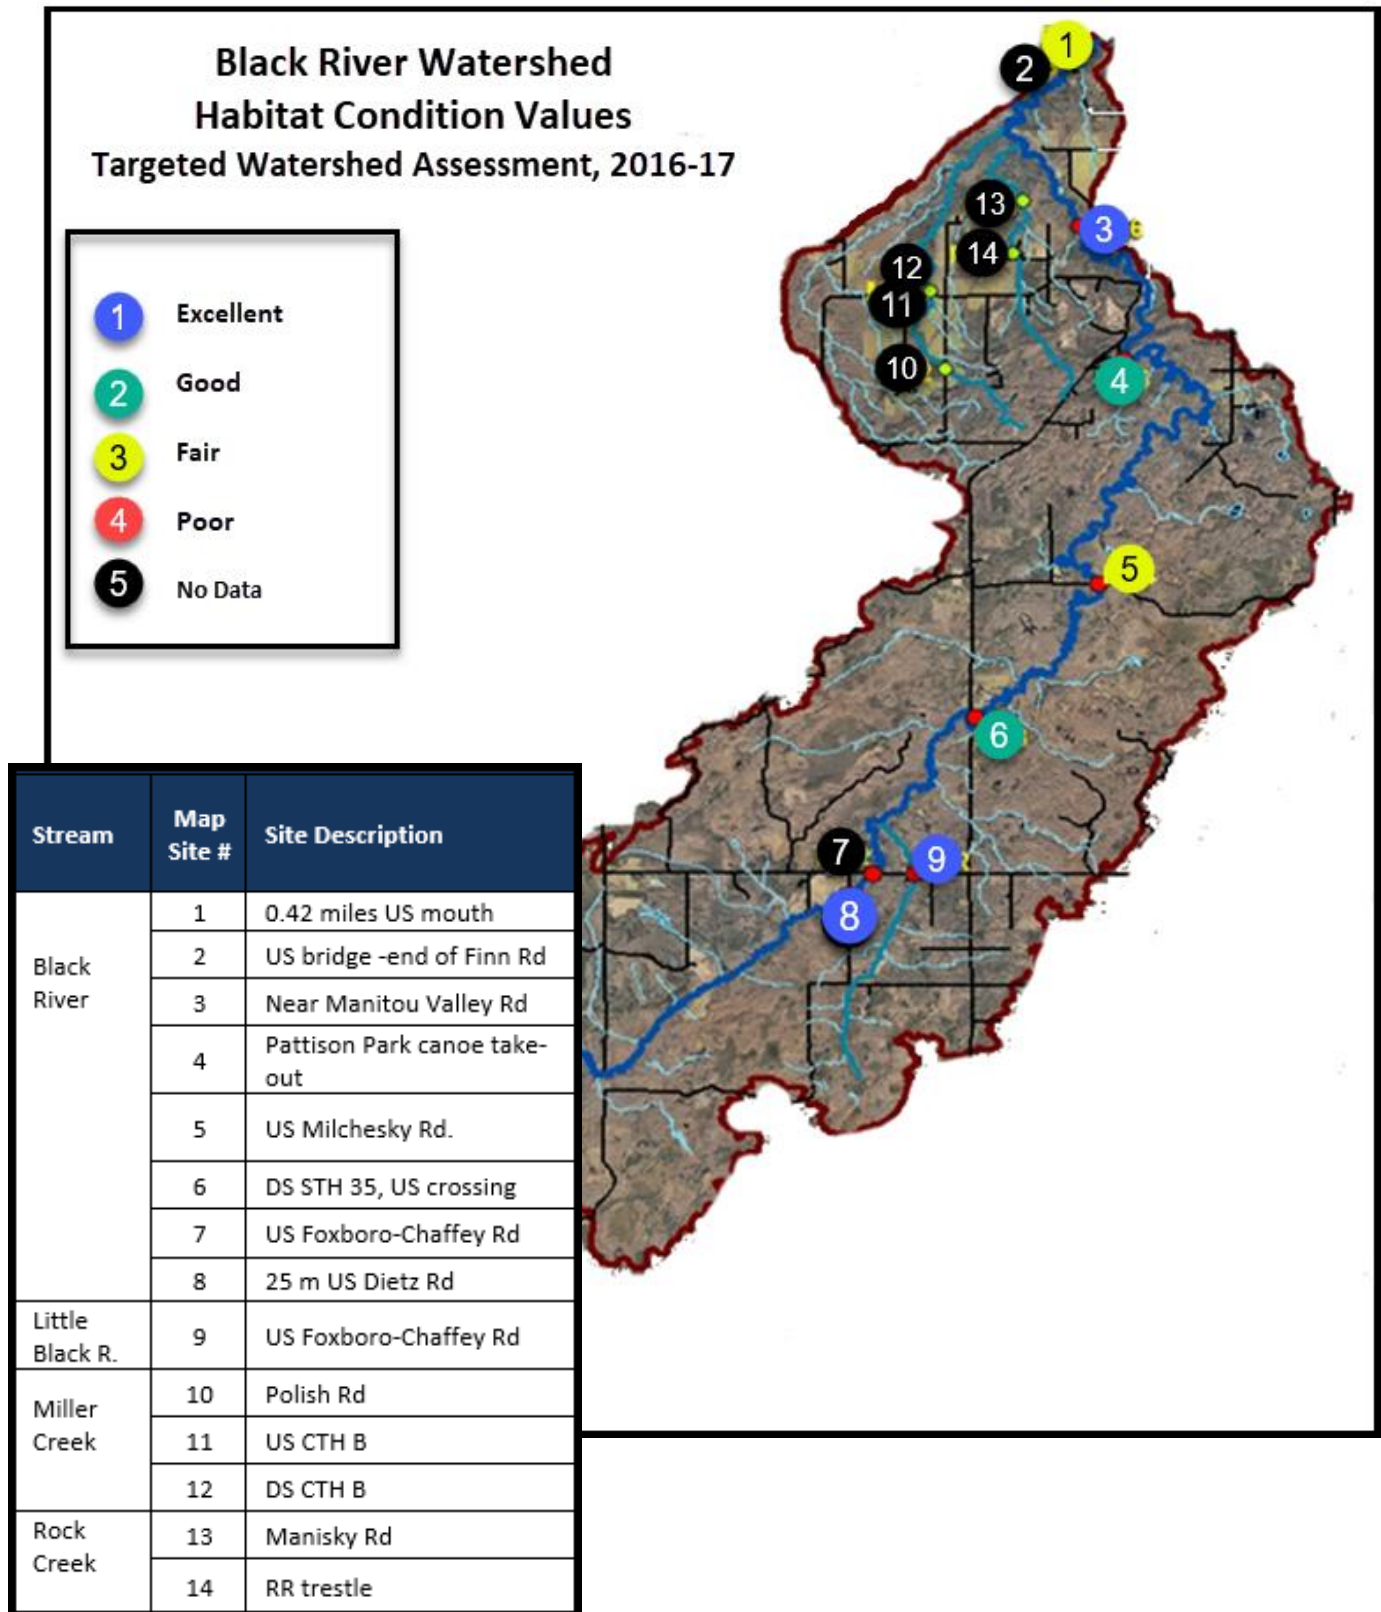 Black River Watershed
Habitat Condition Values
Targeted Watershed Assessment, 2016-17
1 Excellent
2 Good
3 Fair
4 Poor
5 No Data
1
2
13
3
14
12
11
10
4
5
6
7
9
8
Stream Map Site # Site Description
Black River
1 0.42 miles US mouth
2 US bridge -end of Finn Rd
3 Near Manitou Valley Rd
4 Pattison Park canoe take-
out
5 US Milchesky Rd.
6 DS STH 35, US crossing
7 US Foxboro-Chaffey Rd
8 25 m US Dietz Rd
Little Black R.
9 US Foxboro-Chaffey Rd
Miller Creek
10 Polish Rd
11 US CTH B
12 DS CTH B
Rock Creek
13 Manisky Rd
14 RR trestle